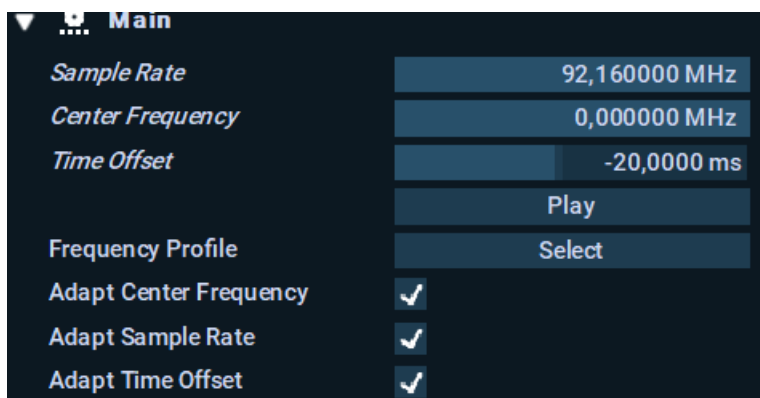 Main
Sample Rate 92,160000 MHz
Center Frequency 0,000000 MHz
Time Offset -20,0000 ms
Play
Frequency Profile Select
Adapt Center Frequency
Adapt Sample Rate
Adapt Time Offset